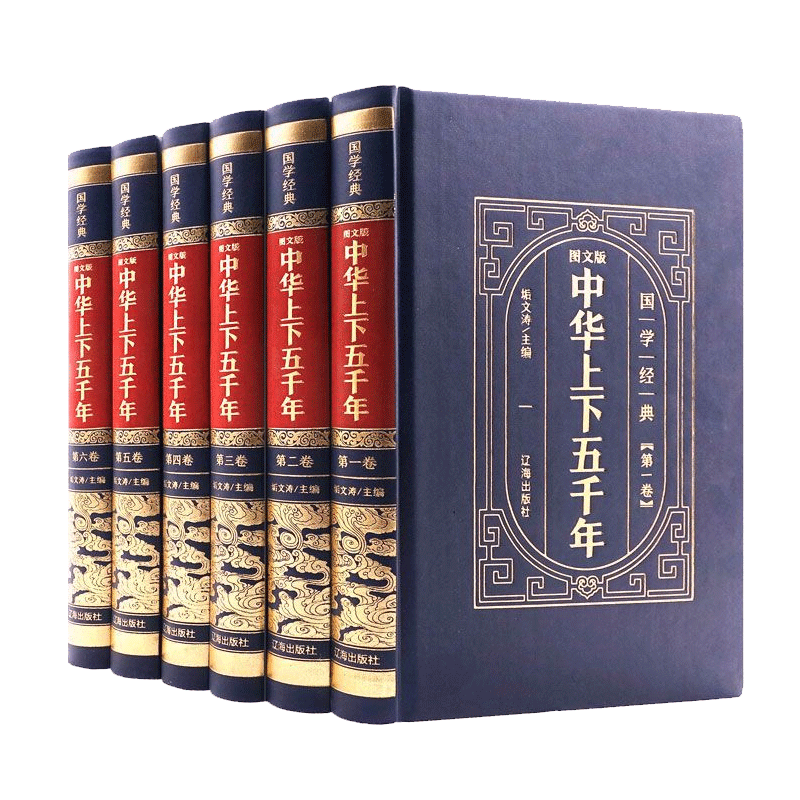 国学经典
图文版
中华上下五千年
第六卷
垢文涛/主编
辽海出版社
国学经典
图文版
中华上下五千年
第五卷
垢文涛/主编
辽海出版社
国学经典
图文版
中华上下五千年
第四卷
垢文涛/主编
辽海出版社
国学经典
图文版
中华上下五千年
第三卷
垢文涛/主编
辽海出版社
国学经典
图文版
中华上下五千年
第二卷
垢文涛/主编
辽海出版社
国学经典
图文版
中华上下五千年
第一卷
垢文涛/主编
辽海出版社
国学经典【第一卷】
图文版
中华上下五千年
垢文涛/主编
辽海出版社